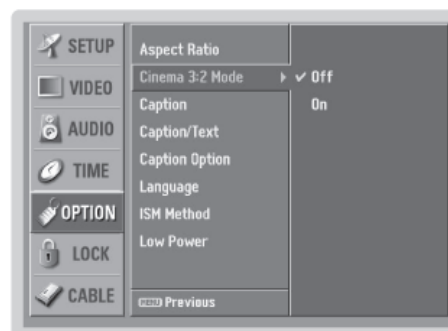 SETUP
VIDEO
AUDIO
TIME
OPTION
LOCK
CABLE
Aspect Ratio
Cinema 3:2 Mode
Caption
Caption/Text
Caption Option
Language
ISM Method
Low Power
MENU Previous
Off
On